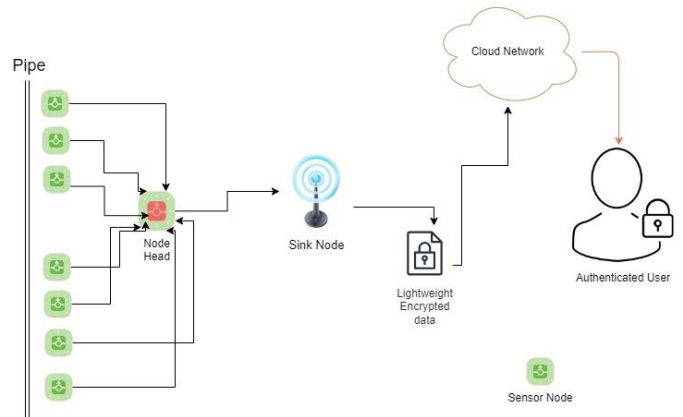 Cloud Network
Pipe
Node
Head
Sink Node
Lightweight
Encrypted
data
Authenticated User
Sensor Node